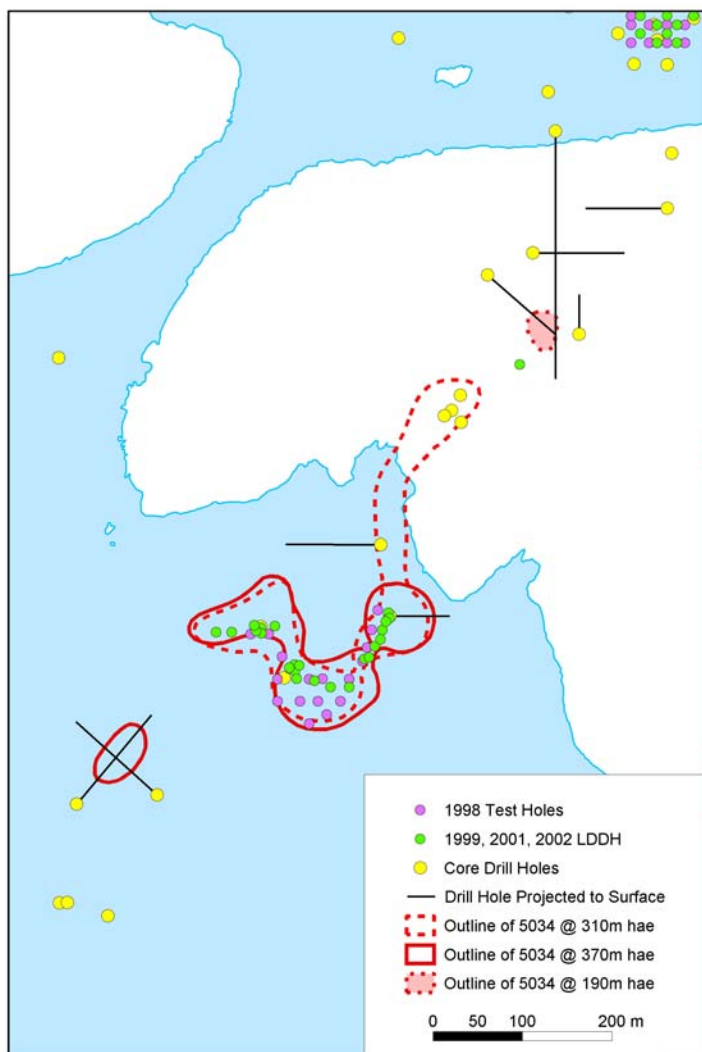 1998 Test Holes
1999, 2001, 2002 LDDH
Core Drill Holes
Drill Hole Projected to Surface
Outline of 5034 @ 310m hae
Outline of 5034 @ 370m hae
Outline of 5034 @ 190m hae
0 50 100 200 m